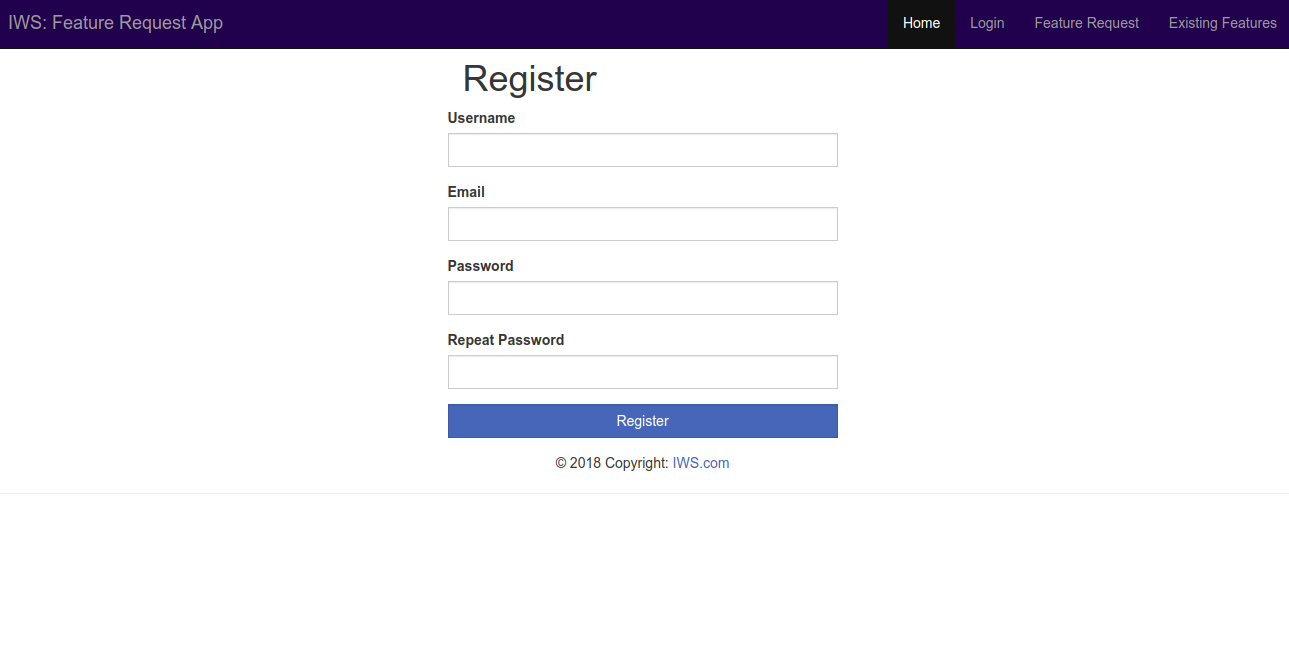 IWS: Feature Request App Home Login Feature Request Existing Features
Register
Username
Email
Password
Repeat Password
Register
© 2018 Copyright: IWS.com